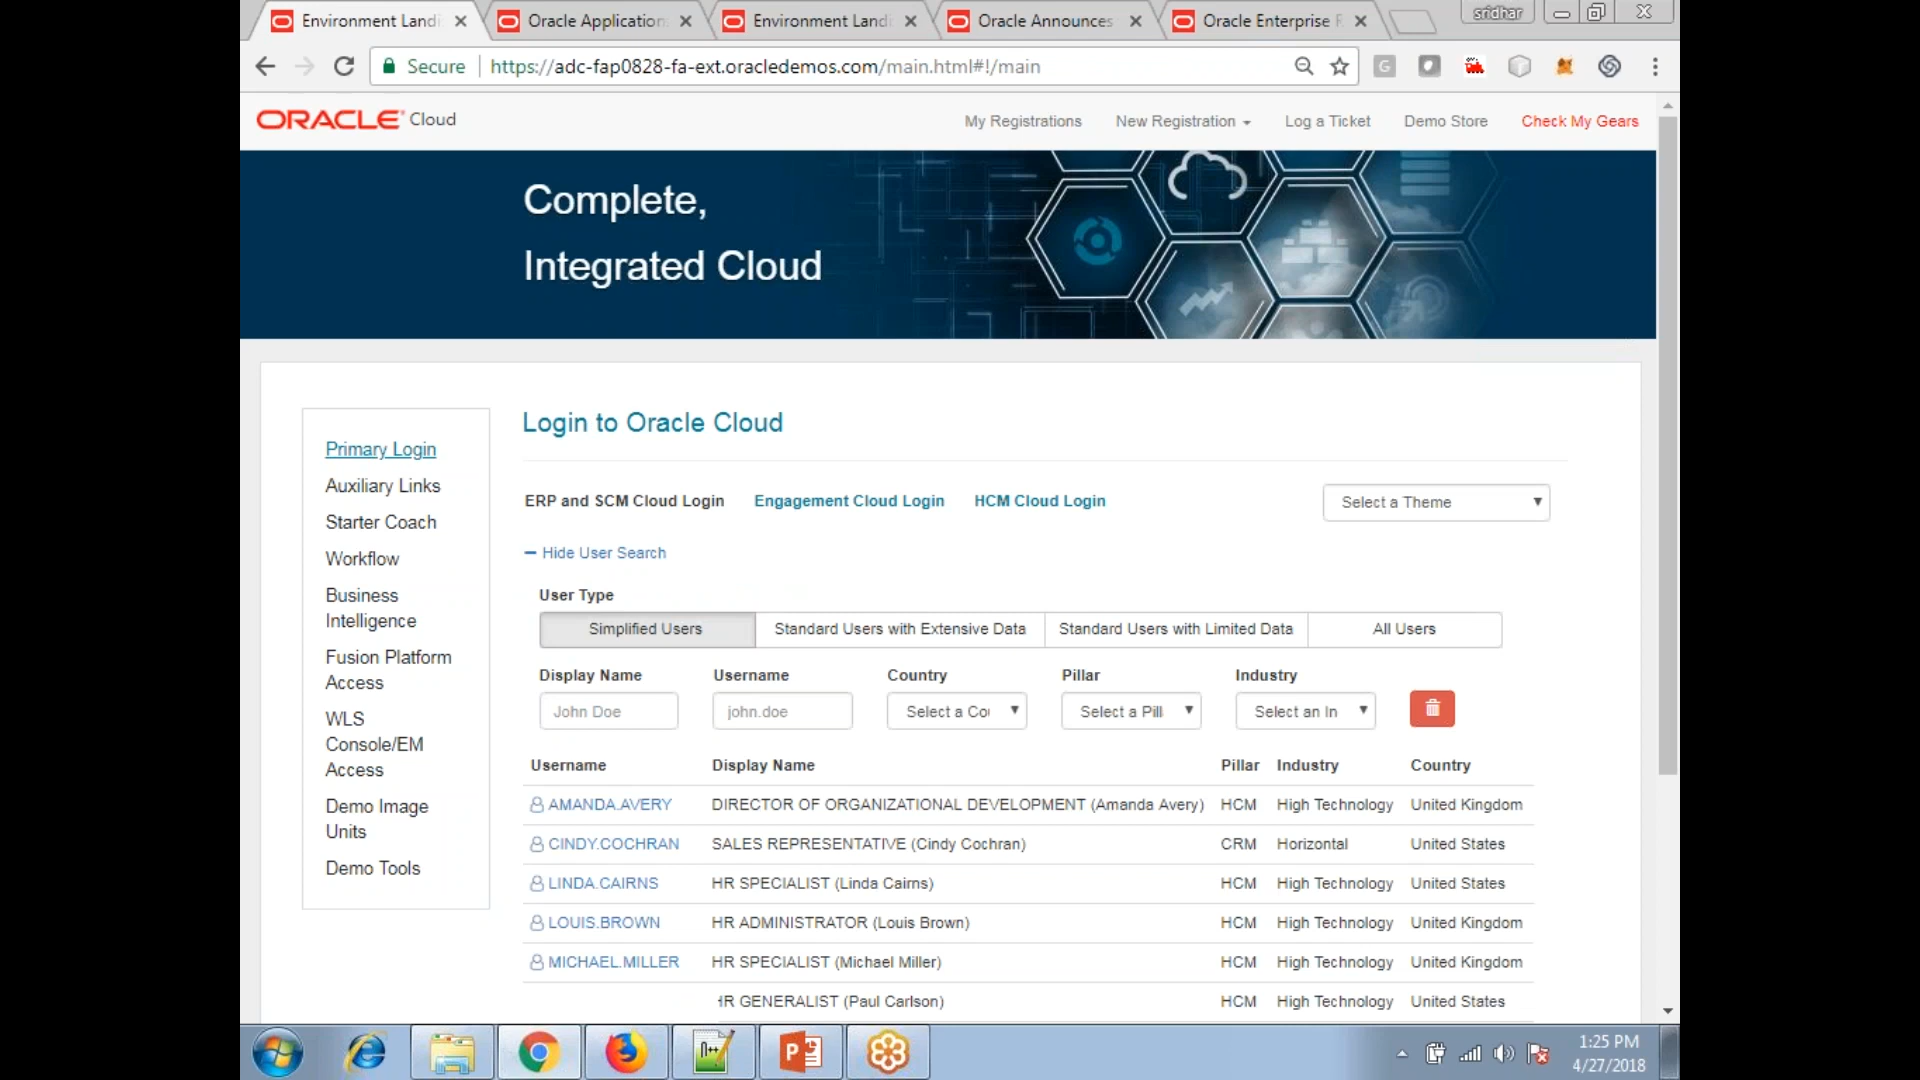 Environment Landi
Oracle Application
Environment Landi
Oracle Announces
Oracle Enterprise R
sridhar
Secure
https://adc-fap0828-fa-ext.oracledemos.com/main.html#!/main
ORACLE Cloud
My Registrations
New Registration
Log a Ticket
Demo Store
Check My Gears
Complete,
Integrated Cloud
Primary Login
Auxiliary Links
Starter Coach
Workflow
Business
Intelligence
Fusion Platform
Access
WLS
Console/EM
Access
Demo Image
Units
Demo Tools
Login to Oracle Cloud
ERP and SCM Cloud Login
Engagement Cloud Login
HCM Cloud Login
Select a Theme
Hide User Search
User Type
Simplified Users
Standard Users with Extensive Data
Standard Users with Limited Data
All Users
Display Name
Username
Country
Pillar
Industry
John Doe
john.doe
Select a Cou
Select a Pill
Select an In
Username Display Name Pillar Industry Country
AMANDA.AVERY DIRECTOR OF ORGANIZATIONAL DEVELOPMENT (Amanda Avery) HCM High Technology United Kingdom
CINDY.COCHRAN SALES REPRESENTATIVE (Cindy Cochran) CRM Horizontal United States
LINDA.CAIRNS HR SPECIALIST (Linda Cairns) HCM High Technology United States
LOUIS.BROWN HR ADMINISTRATOR (Louis Brown) HCM High Technology United Kingdom
MICHAEL.MILLER HR SPECIALIST (Michael Miller) HCM High Technology United Kingdom
HR GENERALIST (Paul Carlson) HCM High Technology United States
1:25 PM
4/27/2018